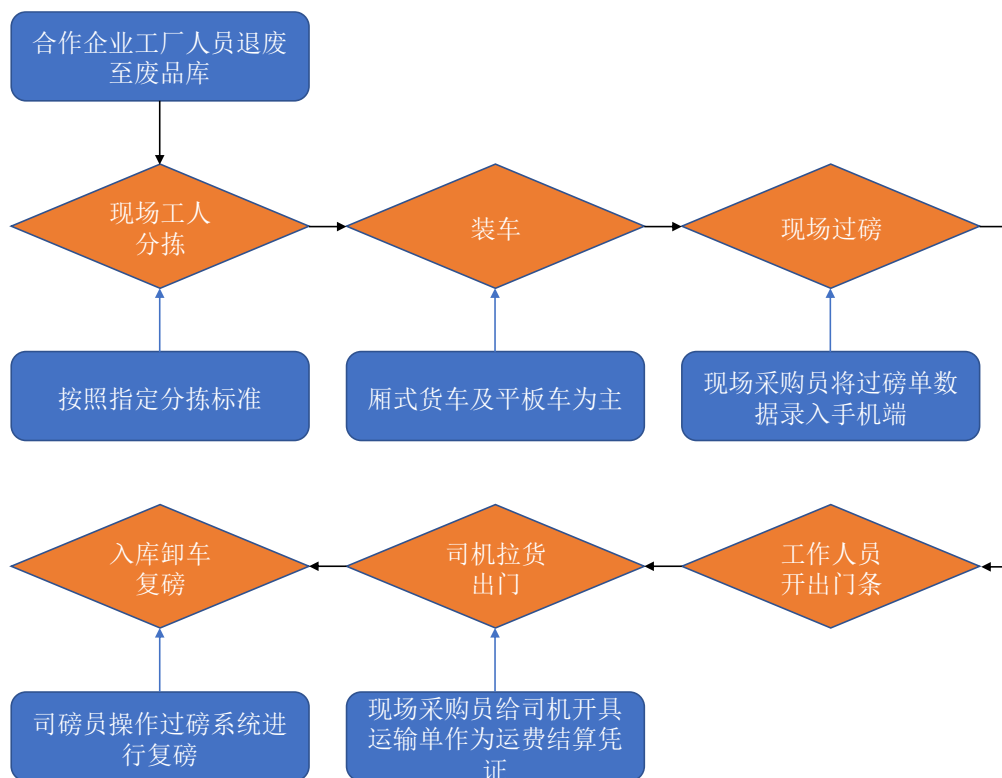 合作企业工厂人员退废
至废品库
现场工人
分拣
装车
现场过磅
按照指定分拣标准
厢式货车及平板车为主
现场采购员将过磅单数
据录入手机端
入库卸车
复磅
司机拉货
出门
工作人员
开出门条
司磅员操作过磅系统进
行复磅
现场采购员给司机开具
运输单作为运费结算凭
证